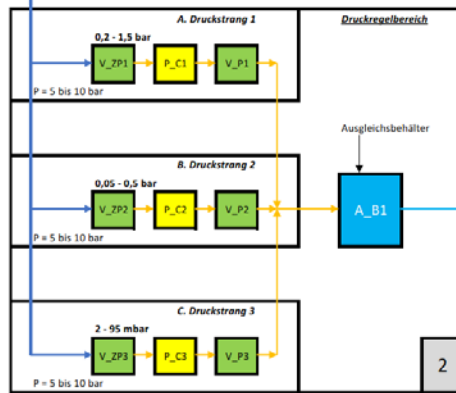 A. Druckstrang 1
Druckregelbereich
0,2 - 1,5 bar
V_ZP1
P_C1
V_P1
P = 5 bis 10 bar
Ausgleichsbehälter
B. Druckstrang 2
0,05 - 0,5 bar
V_ZP2
P_C2
V_P2
A_B1
P = 5 bis 10 bar
C. Druckstrang 3
2 - 95 mbar
V_ZP3
P_C3
V_P3
2
P = 5 bis 10 bar